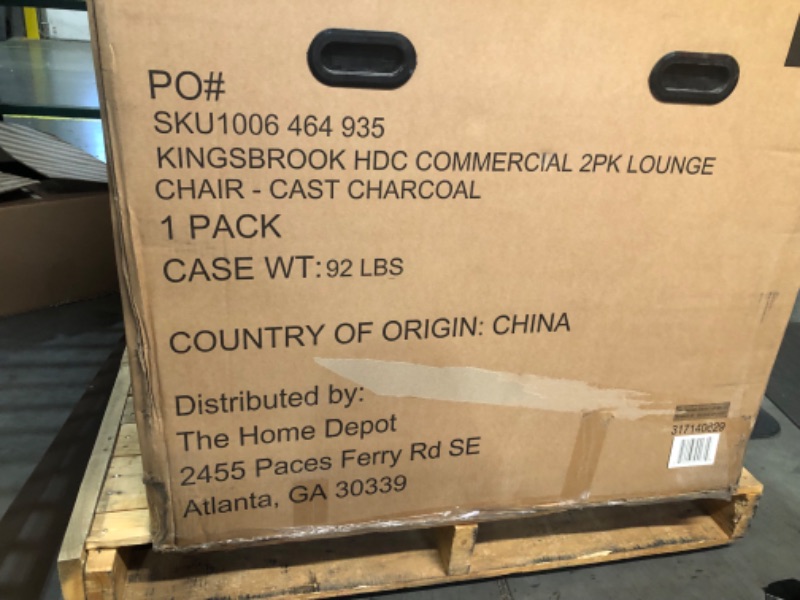 PO#
SKU1006 464 935
KINGSBROOK HDC COMMERCIAL 2PK LOUNGE
CHAIR - CAST CHARCOAL
1 PACK
CASE WT: 92 LBS
COUNTRY OF ORIGIN: CHINA
Distributed by:
The Home Depot
2455 Paces Ferry Rd SE
Atlanta, GA 30339
317140829